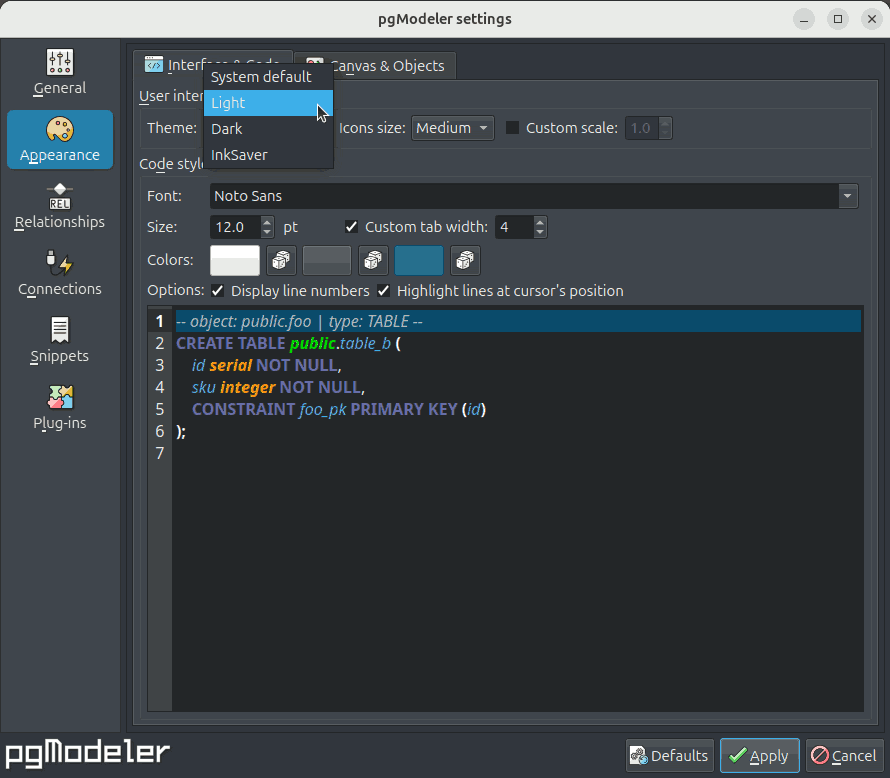 pgModeler settings
General
Appearance
Relationships
Connections
Snippets
Plug-ins
Interface & Code
Canvas & Objects
User inter
System default
Light
Dark
InkSaver
Theme:
Icons size: Medium
Custom scale: 1.0
Code style
Font: Noto Sans
Size: 12.0 pt
Custom tab width: 4
Colors:
Options: Display line numbers Highlight lines at cursor's position
1 -- object: public.foo | type: TABLE --
2 CREATE TABLE public.table_b (
3 id serial NOT NULL,
4 sku integer NOT NULL,
5 CONSTRAINT foo_pk PRIMARY KEY (id)
6 );
7
pgModeler
Defaults Apply Cancel